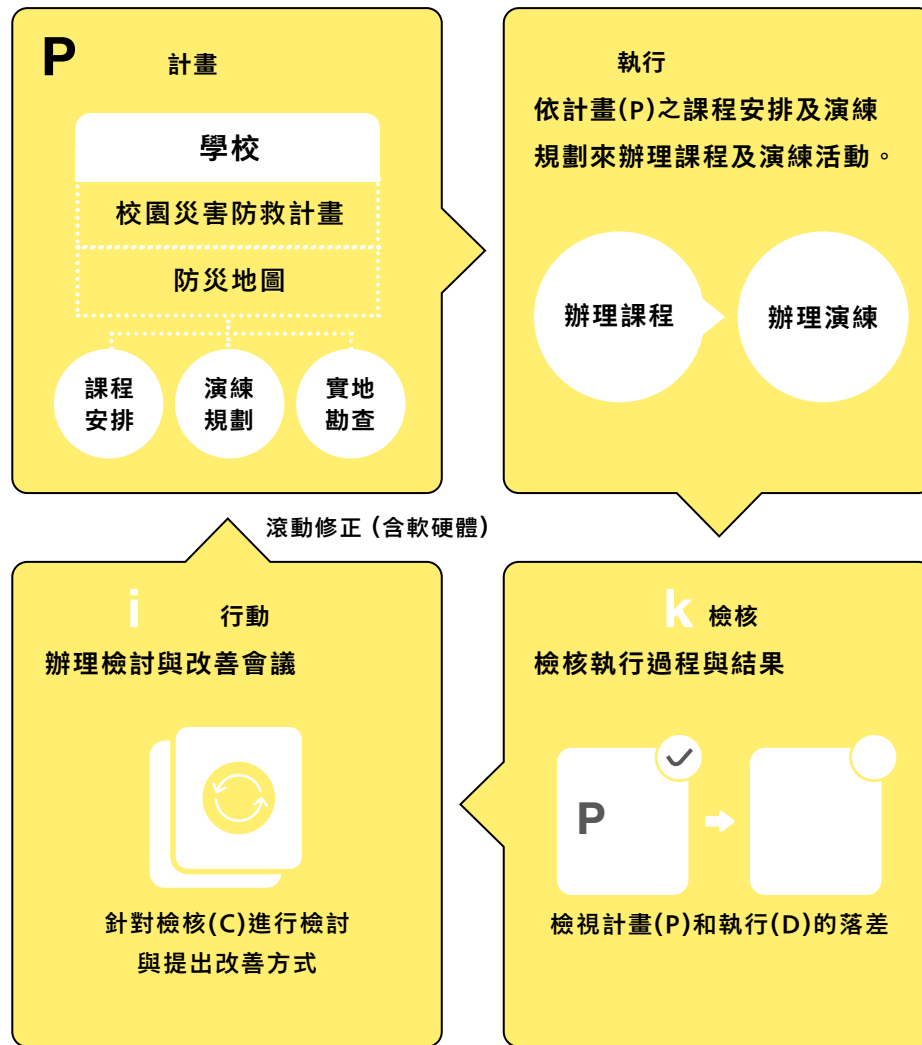 P 計畫
學校
校園災害防救計畫
防災地圖
課程
安排
演練
規劃
實地
勘查
執行
依計畫(P)之課程安排及演練
規劃來辦理課程及演練活動。
辦理課程
辦理演練
k 檢核
檢核執行過程與結果
P
檢視計畫(P)和執行(D)的落差
i 行動
辦理檢討與改善會議
針對檢核(C)進行檢討
與提出改善方式
滾動修正 (含軟硬體)